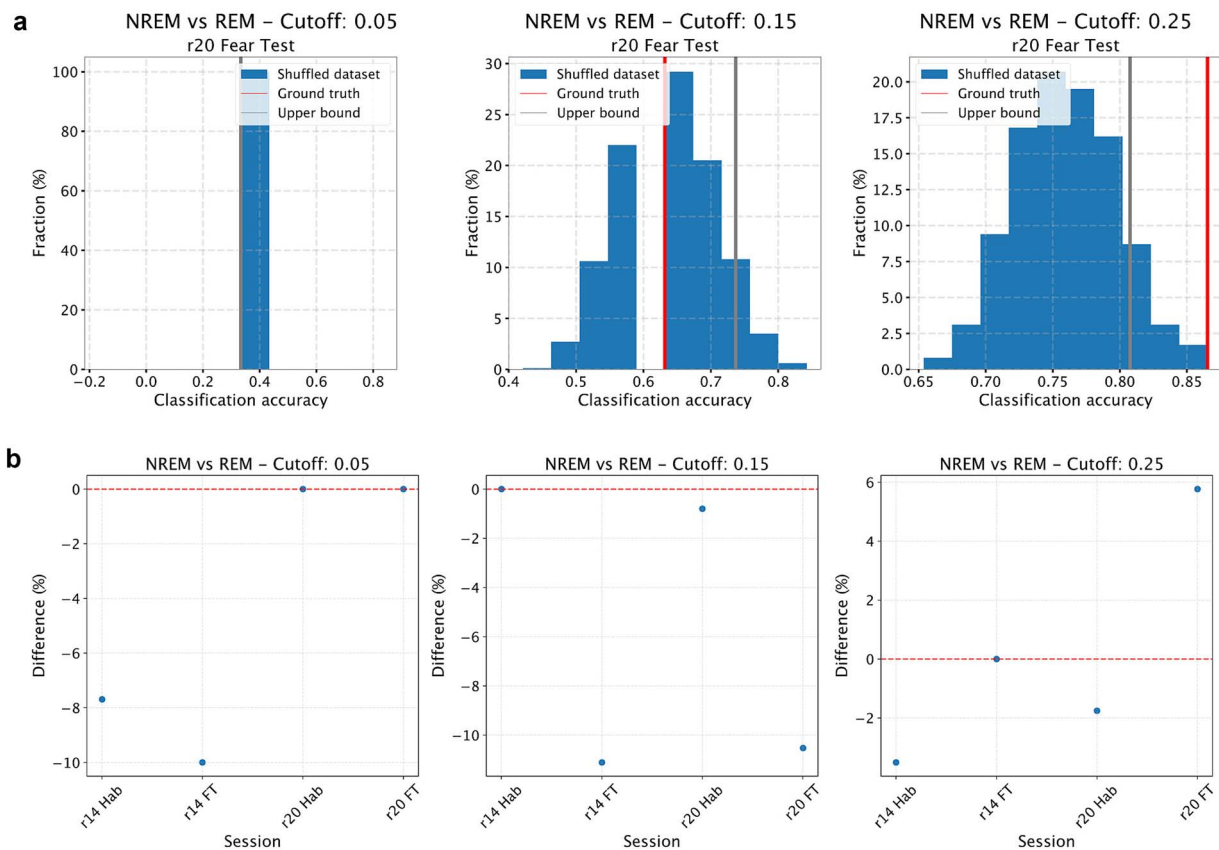 a
NREM vs REM – Cutoff: 0.05
r20 Fear Test
Shuffled dataset
Ground truth
Upper bound
100
80
60
40
20
0
Fraction (%)
−0.2 0.0 0.2 0.4 0.6 0.8
Classification accuracy
NREM vs REM – Cutoff: 0.15
r20 Fear Test
Shuffled dataset
Ground truth
Upper bound
30
25
20
15
10
5
0
Fraction (%)
0.4 0.5 0.6 0.7 0.8
Classification accuracy
NREM vs REM – Cutoff: 0.25
r20 Fear Test
Shuffled dataset
Ground truth
Upper bound
20.0
17.5
15.0
12.5
10.0
7.5
5.0
2.5
0.0
Fraction (%)
0.65 0.70 0.75 0.80 0.85
Classification accuracy
b
NREM vs REM – Cutoff: 0.05
0
−2
−4
−6
−8
−10
Difference (%)
r14 Hab r14 FT r20 Hab r20 FT
Session
NREM vs REM – Cutoff: 0.15
0
−2
−4
−6
−8
−10
Difference (%)
r14 Hab r14 FT r20 Hab r20 FT
Session
NREM vs REM – Cutoff: 0.25
6
4
2
0
−2
Difference (%)
r14 Hab r14 FT r20 Hab r20 FT
Session